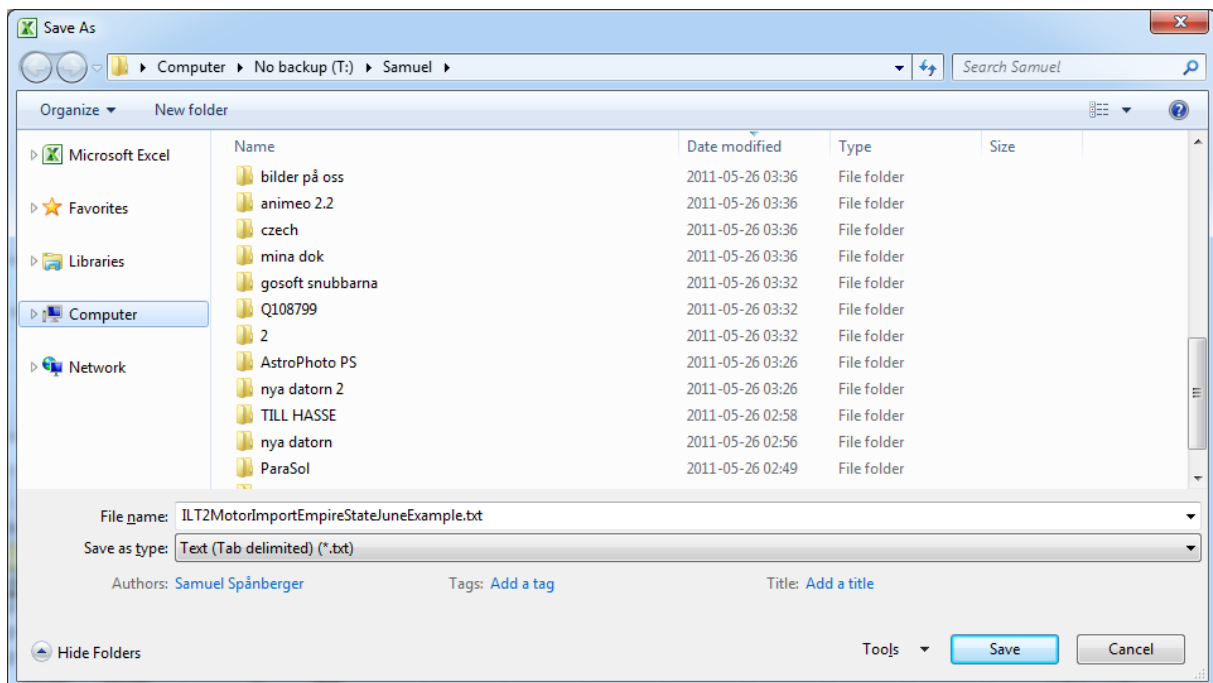 Save As
Computer No backup (T:) Samuel Search Samuel
Organize New folder
Microsoft Excel
Favorites
Libraries
Computer
Network
Name Date modified Type Size
bilder på oss 2011-05-26 03:36 File folder
animeo 2.2 2011-05-26 03:36 File folder
czech 2011-05-26 03:36 File folder
mina dok 2011-05-26 03:36 File folder
gosoft snubbarna 2011-05-26 03:32 File folder
Q108799 2011-05-26 03:32 File folder
2 2011-05-26 03:32 File folder
AstroPhoto PS 2011-05-26 03:26 File folder
nya datorn 2 2011-05-26 03:26 File folder
TILL HASSE 2011-05-26 02:58 File folder
nya datorn 2011-05-26 02:56 File folder
ParaSol 2011-05-26 02:49 File folder
File name: ILT2MotorImportEmpireStateJuneExample.txt
Save as type: Text (Tab delimited) (*.txt)
Authors: Samuel Spånberger Tags: Add a tag Title: Add a title
Hide Folders Tools Save Cancel